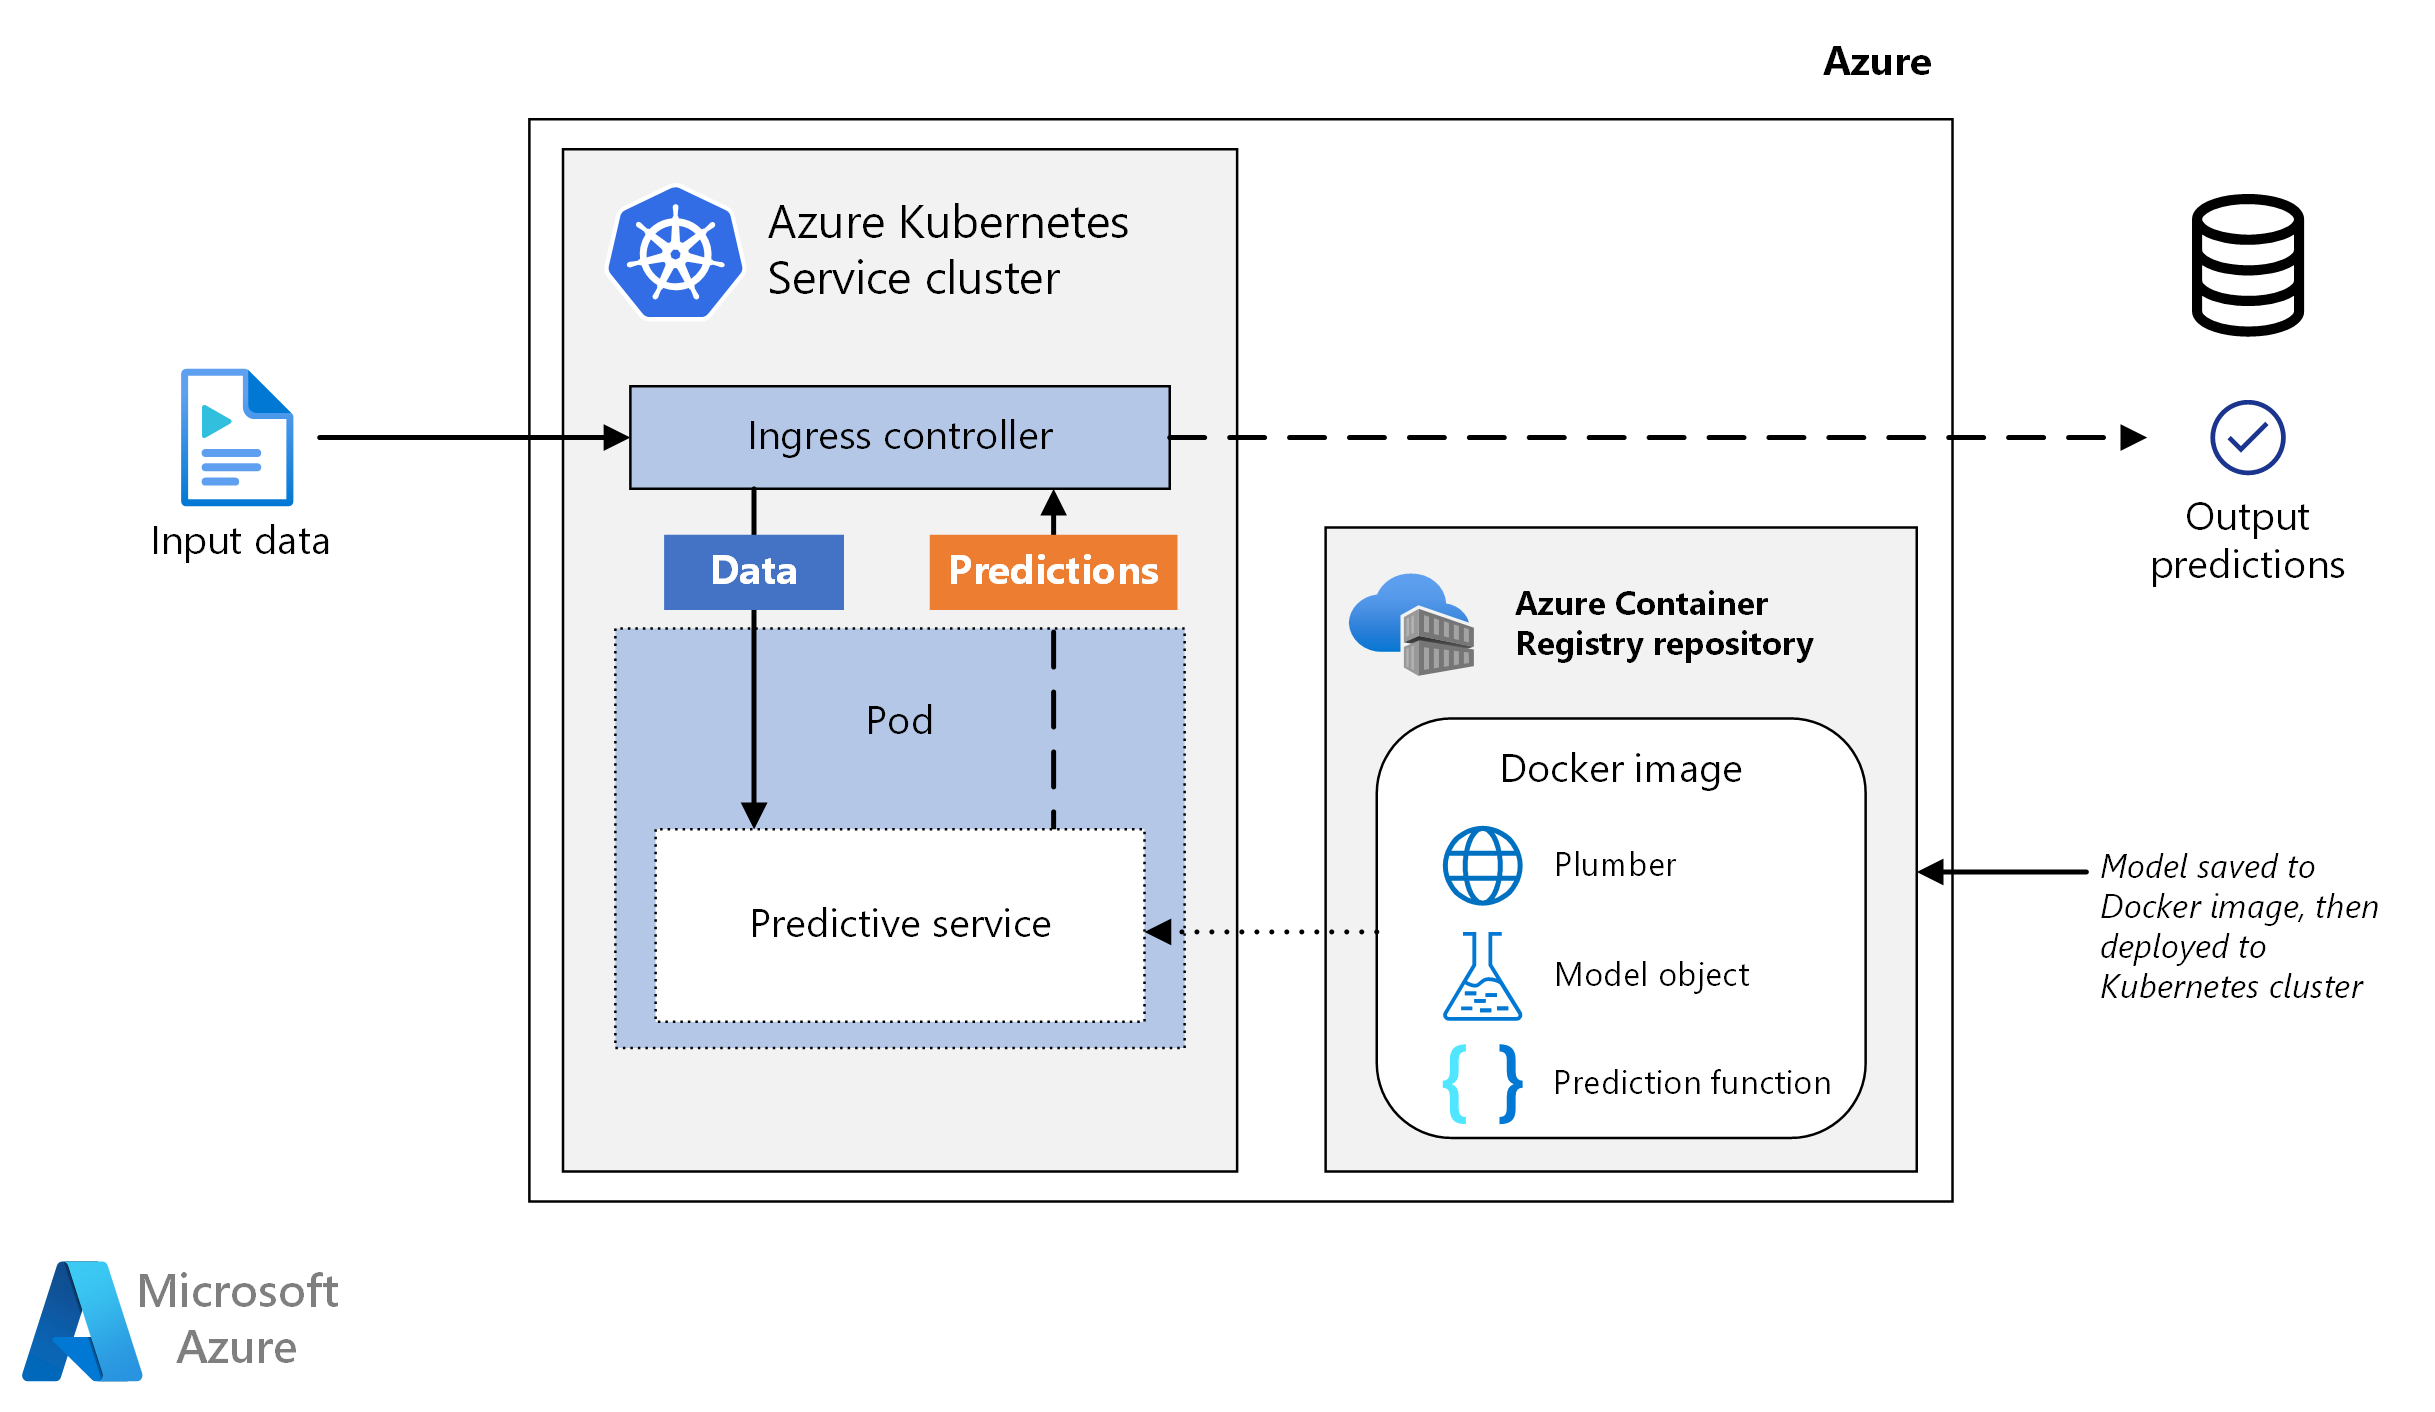 Azure
Azure Kubernetes
Service cluster
Input data
Ingress controller
Data
Predictions
Pod
Predictive service
Azure Container
Registry repository
Docker image
Plumber
Model object
Prediction function
Output
predictions
Model saved to
Docker image, then
deployed to
Kubernetes cluster
Microsoft
Azure